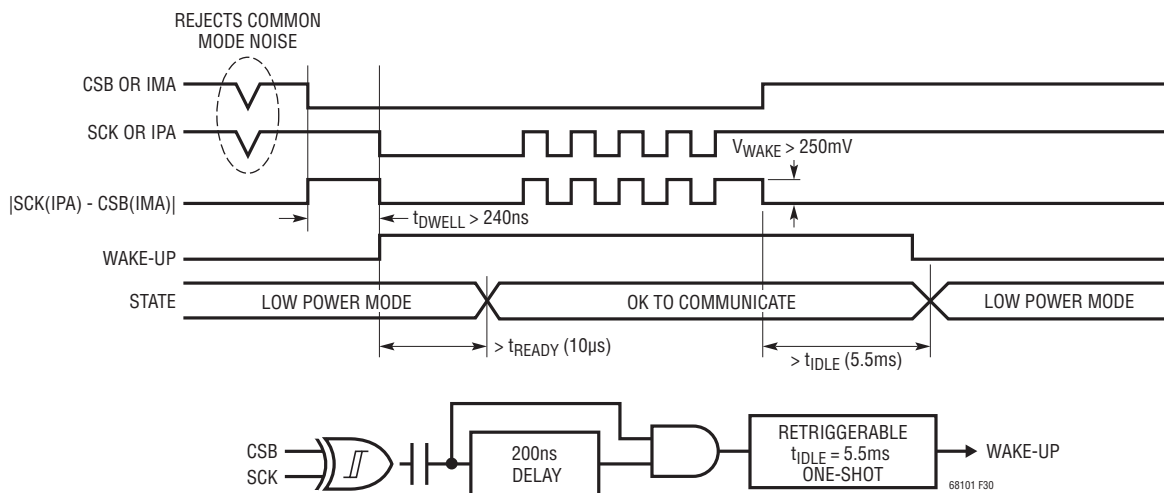 REJECTS COMMON
MODE NOISE
CSB OR IMA
SCK OR IPA
VWAKE > 250mV
|SCK(IPA) - CSB(IMA)|
tDWELL > 240ns
WAKE-UP
STATE
LOW POWER MODE
OK TO COMMUNICATE
LOW POWER MODE
> tREADY (10µs)
> tIDLE (5.5ms)
CSB
SCK
200ns
DELAY
RETRIGGERABLE
tIDLE = 5.5ms
ONE-SHOT
WAKE-UP
68101 F30